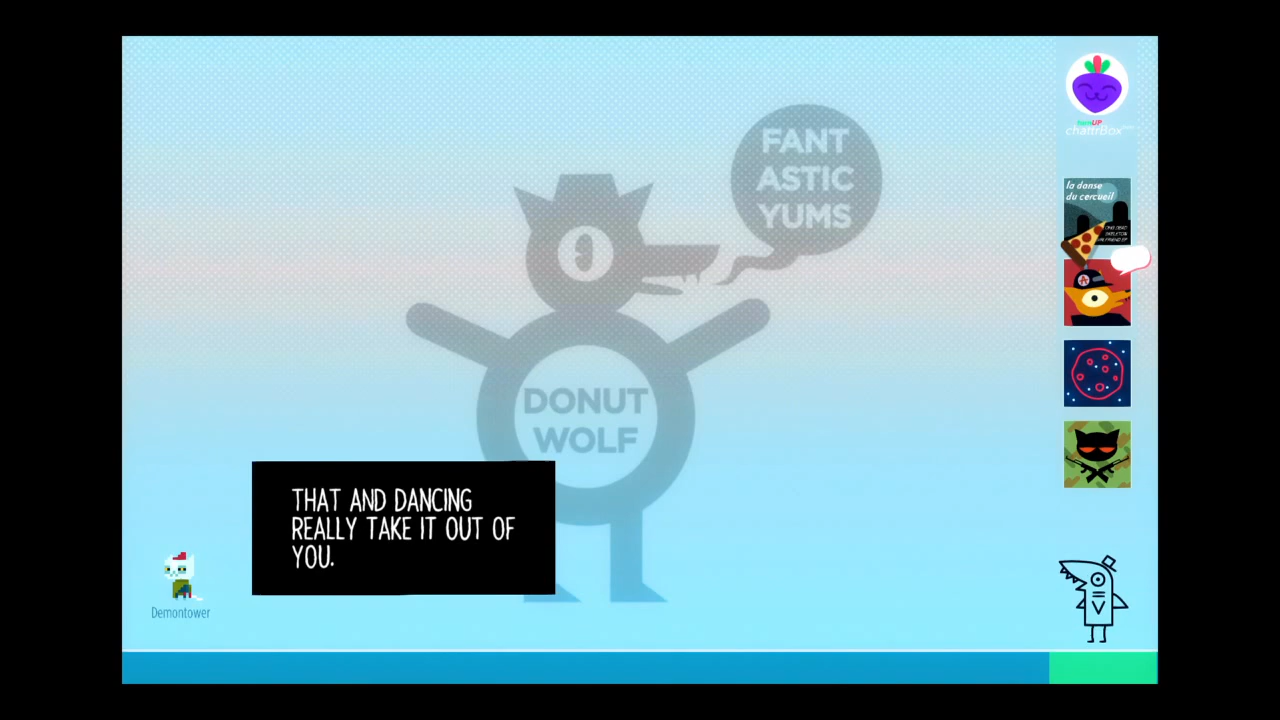 FANT
ASTIC
YUMS
DONUT
WOLF
THAT AND DANCING
REALLY TAKE IT OUT OF
YOU.
Demontower
turnUP
chattrBox
la danse
du cercueil